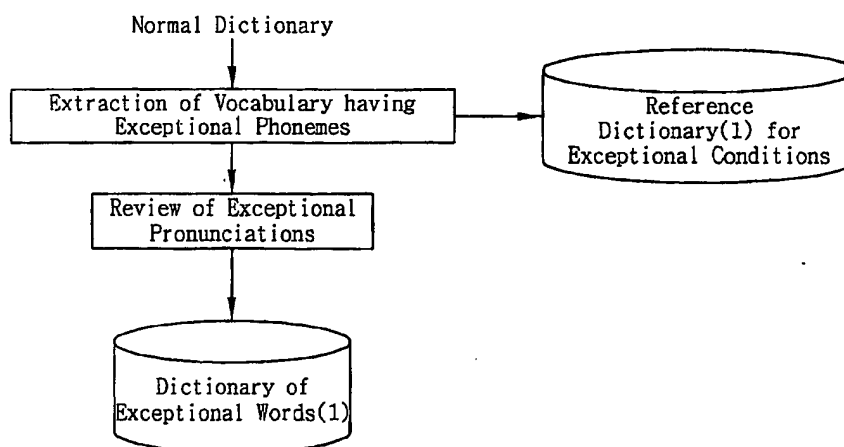 Normal Dictionary
Extraction of Vocabulary having
Exceptional Phonemes
Reference
Dictionary(1) for
Exceptional Conditions
Review of Exceptional
Pronunciations
Dictionary of
Exceptional Words(1)